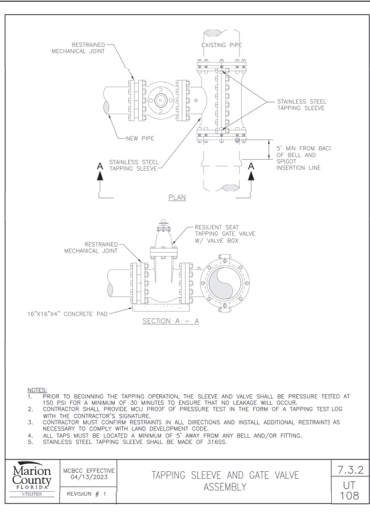 RESTRAINED
MECHANICAL JOINT
EXISTING PIPE
STAINLESS STEEL
TAPPING SLEEVE
NEW PIPE
5' MIN FROM BACK
OF BELL AND
SPIGOT
INSERTION LINE
A
STAINLESS STEEL
TAPPING SLEEVE
A
PLAN
RESILIENT SEAT
TAPPING GATE VALVE
W/ VALVE BOX
RESTRAINED
MECHANICAL JOINT
16"X16"X4" CONCRETE PAD
SECTION A - A
NOTES:
1. PRIOR TO BEGINNING THE TAPPING OPERATION, THE SLEEVE AND VALVE SHALL BE PRESSURE TESTED AT
150 PSI FOR A MINIMUM OF 30 MINUTES TO ENSURE THAT NO LEAKAGE WILL OCCUR.
2. CONTRACTOR SHALL PROVIDE MCU PROOF OF PRESSURE TEST IN THE FORM OF A TAPPING TEST LOG
WITH THE CONTRACTOR'S SIGNATURE.
3. CONTRACTOR MUST CONFIRM RESTRAINTS IN ALL DIRECTIONS AND INSTALL ADDITIONAL RESTRAINTS AS
NECESSARY TO COMPLY WITH LAND DEVELOPMENT CODE.
4. ALL TAPS MUST BE LOCATED A MINIMUM OF 5' AWAY FROM ANY BELL AND/OR FITTING.
5. STAINLESS STEEL TAPPING SLEEVE SHALL BE MADE OF 316SS.
Marion
County
FLORIDA
UTILITIES
MCBCC EFFECTIVE
04/13/2023
REVISION # 1
TAPPING SLEEVE AND GATE VALVE
ASSEMBLY
7.3.2
UT
108